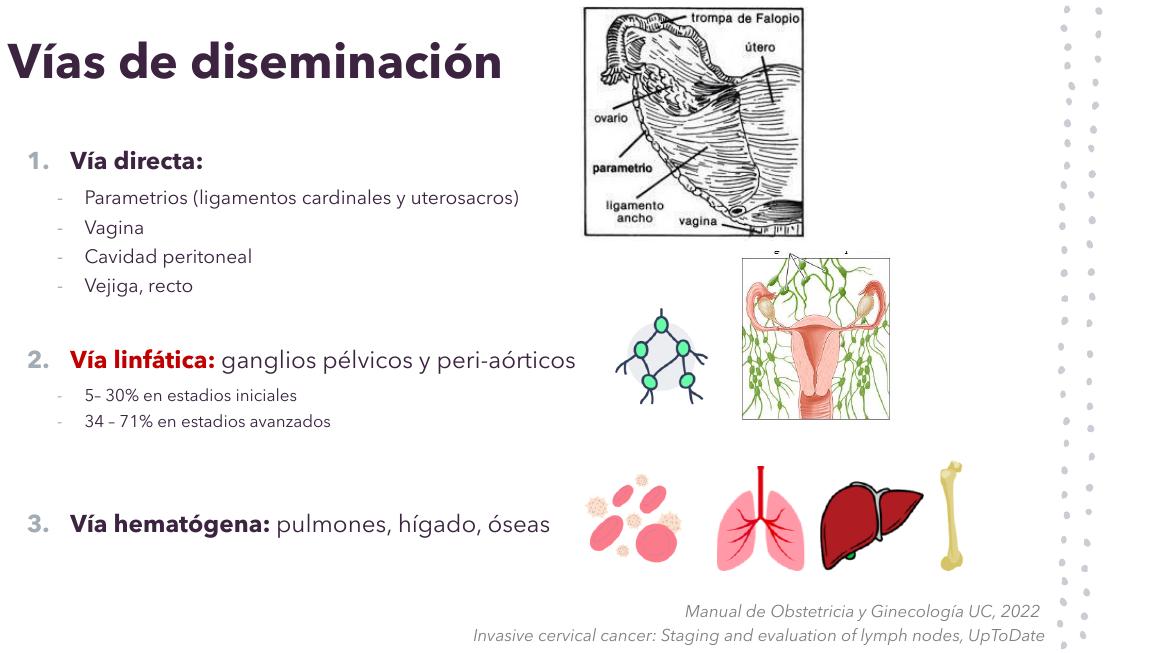 Vías de diseminación
1. Vía directa:
- Parametrios (ligamentos cardinales y uterosacros)
- Vagina
- Cavidad peritoneal
- Vejiga, recto
2. Vía linfática: ganglios pélvicos y peri-aórticos
- 5– 30% en estadios iniciales
- 34 – 71% en estadios avanzados
3. Vía hematógena: pulmones, hígado, óseas
trompa de Falopio
útero
ovario
parametrio
ligamento
ancho
vagina
Manual de Obstetricia y Ginecología UC, 2022
Invasive cervical cancer: Staging and evaluation of lymph nodes, UpToDate